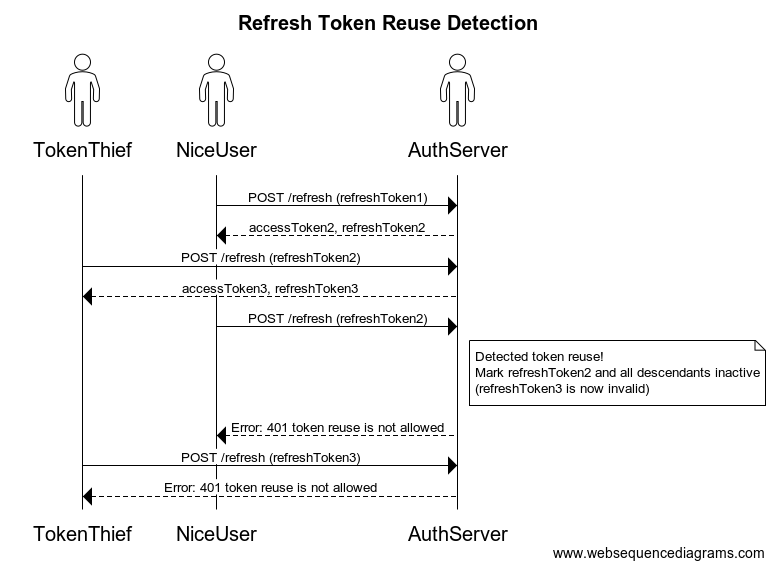 Refresh Token Reuse Detection
TokenThief
NiceUser
AuthServer
POST /refresh (refreshToken1)
accessToken2, refreshToken2
POST /refresh (refreshToken2)
accessToken3, refreshToken3
POST /refresh (refreshToken2)
Detected token reuse!
Mark refreshToken2 and all descendants inactive
(refreshToken3 is now invalid)
Error: 401 token reuse is not allowed
POST /refresh (refreshToken3)
Error: 401 token reuse is not allowed
TokenThief
NiceUser
AuthServer
www.websequencediagrams.com